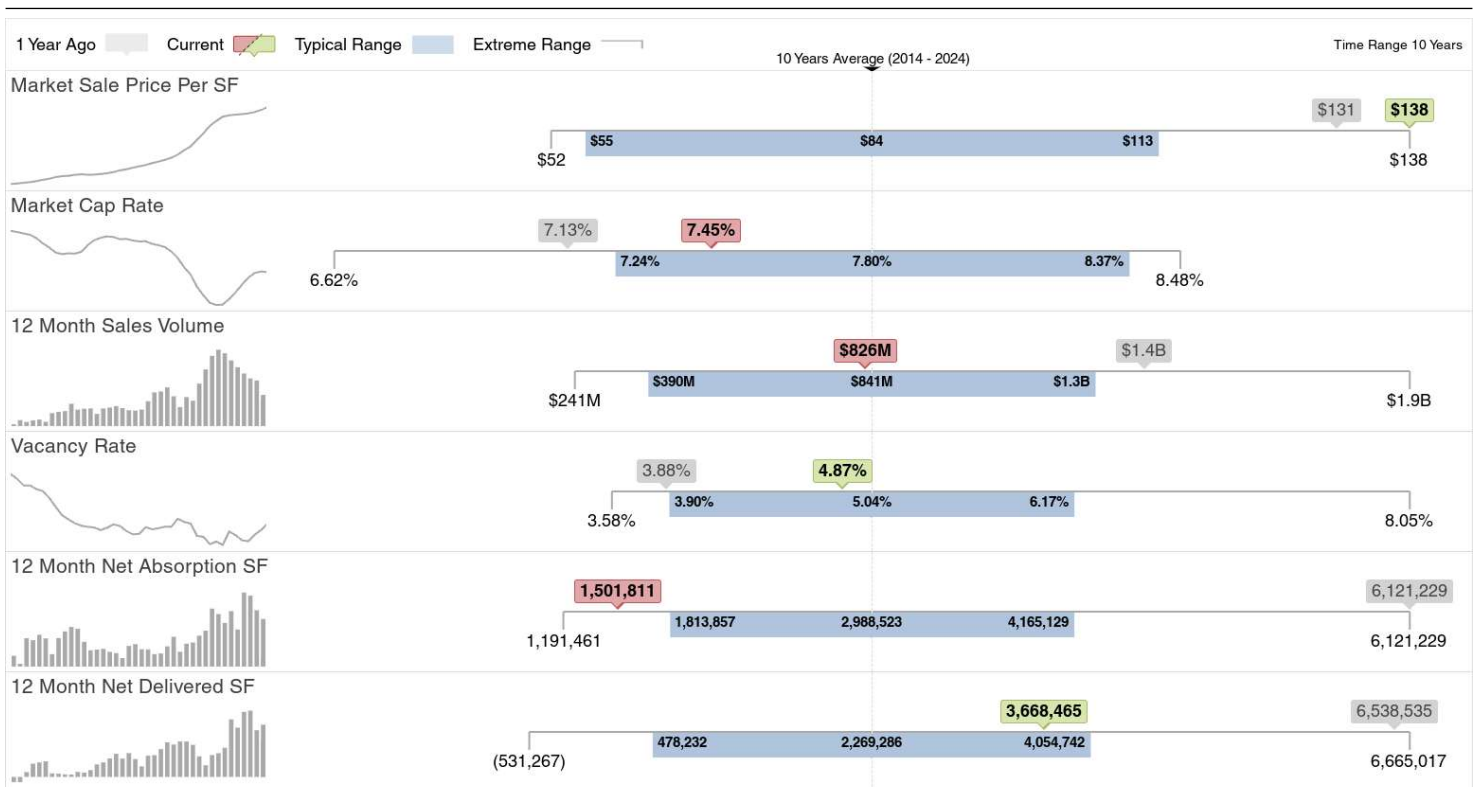 1 Year Ago Current Typical Range Extreme Range 10 Years Average (2014 - 2024) Time Range 10 Years
Market Sale Price Per SF
$131 $138
$55 $84 $113
$52 $138
Market Cap Rate
7.13% 7.45%
7.24% 7.80% 8.37%
6.62% 8.48%
12 Month Sales Volume
$826M $1.4B
$390M $841M $1.3B
$241M $1.9B
Vacancy Rate
3.88% 4.87%
3.90% 5.04% 6.17%
3.58% 8.05%
12 Month Net Absorption SF
1,501,811 6,121,229
1,813,857 2,988,523 4,165,129
1,191,461 6,121,229
12 Month Net Delivered SF
3,668,465 6,538,535
478,232 2,269,286 4,054,742
(531,267) 6,665,017